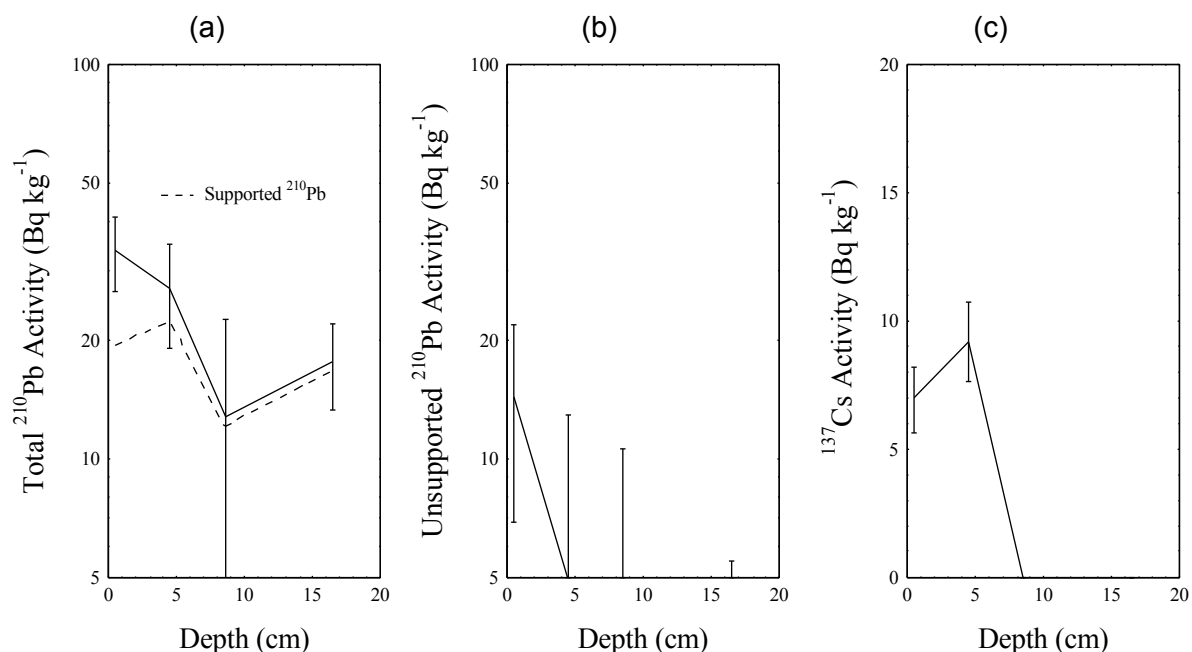 (a)
(b)
(c)
Total ²¹⁰Pb Activity (Bq kg⁻¹)
100
50
20
10
5
Supported ²¹⁰Pb
0 5 10 15 20
Depth (cm)
Unsupported ²¹⁰Pb Activity (Bq kg⁻¹)
100
50
20
10
5
0 5 10 15 20
Depth (cm)
¹³⁷Cs Activity (Bq kg⁻¹)
20
15
10
5
0
0 5 10 15 20
Depth (cm)